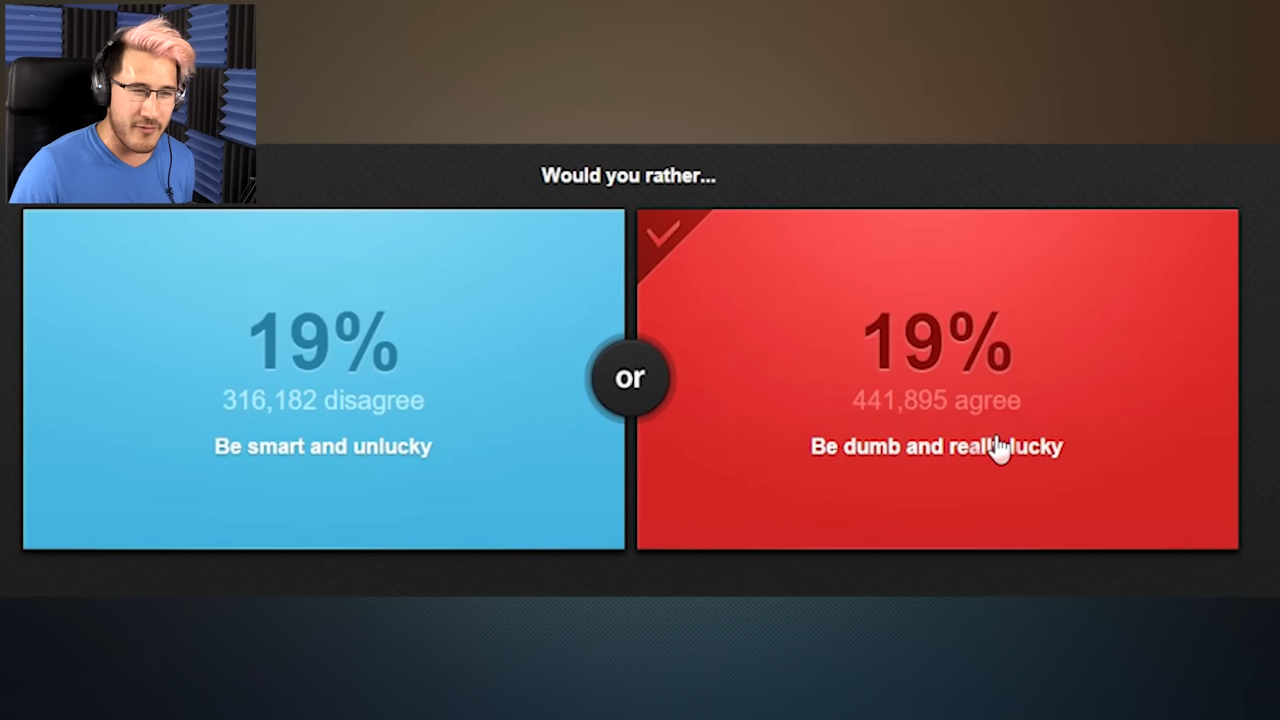 Would you rather...
19%
316,182 disagree
Be smart and unlucky
or
19%
441,895 agree
Be dumb and really lucky